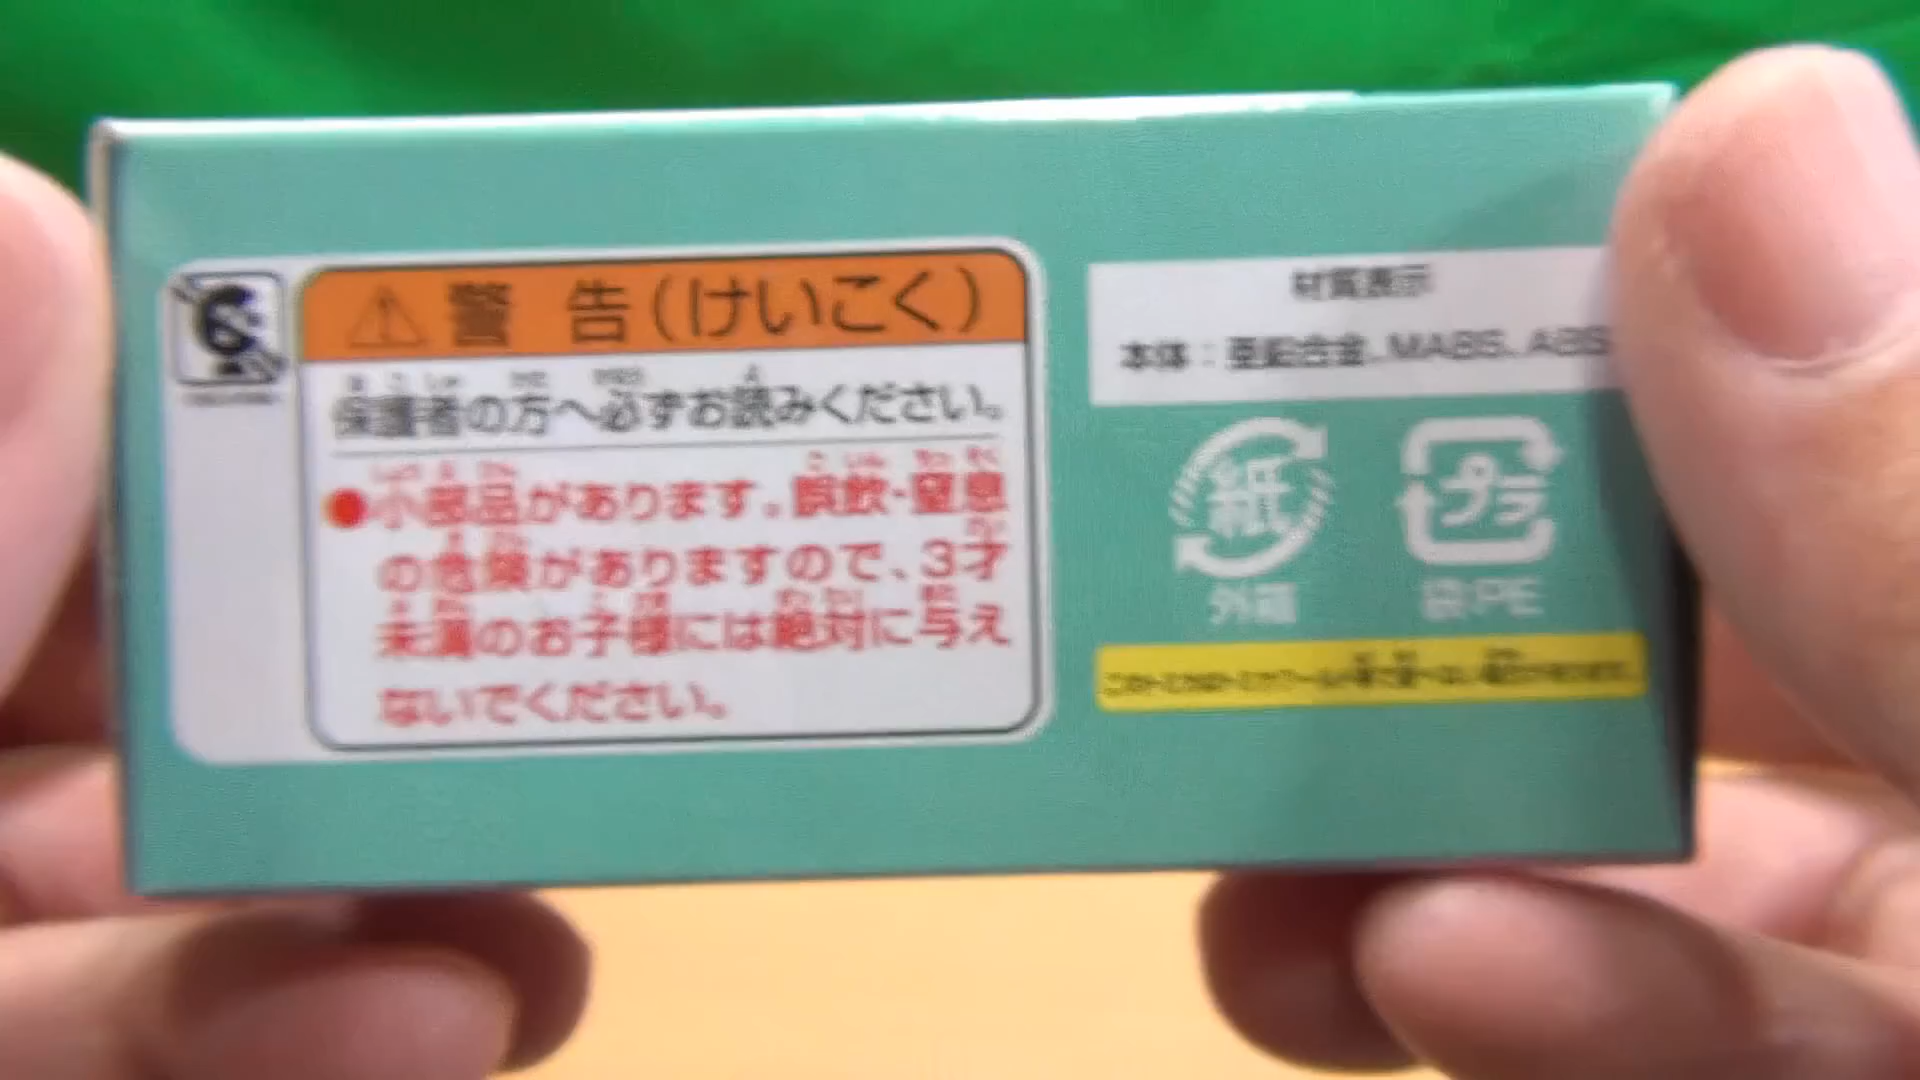 警 告（けいこく）
保護者の方へ必ずお読みください。
●小部品があります。誤飲・窒息
の危険がありますので、3才
未満のお子様には絶対に与え
ないでください。
材質表示
本体：亜鉛合金、MABS、ABS
紙
外箱
プラ
袋:PE